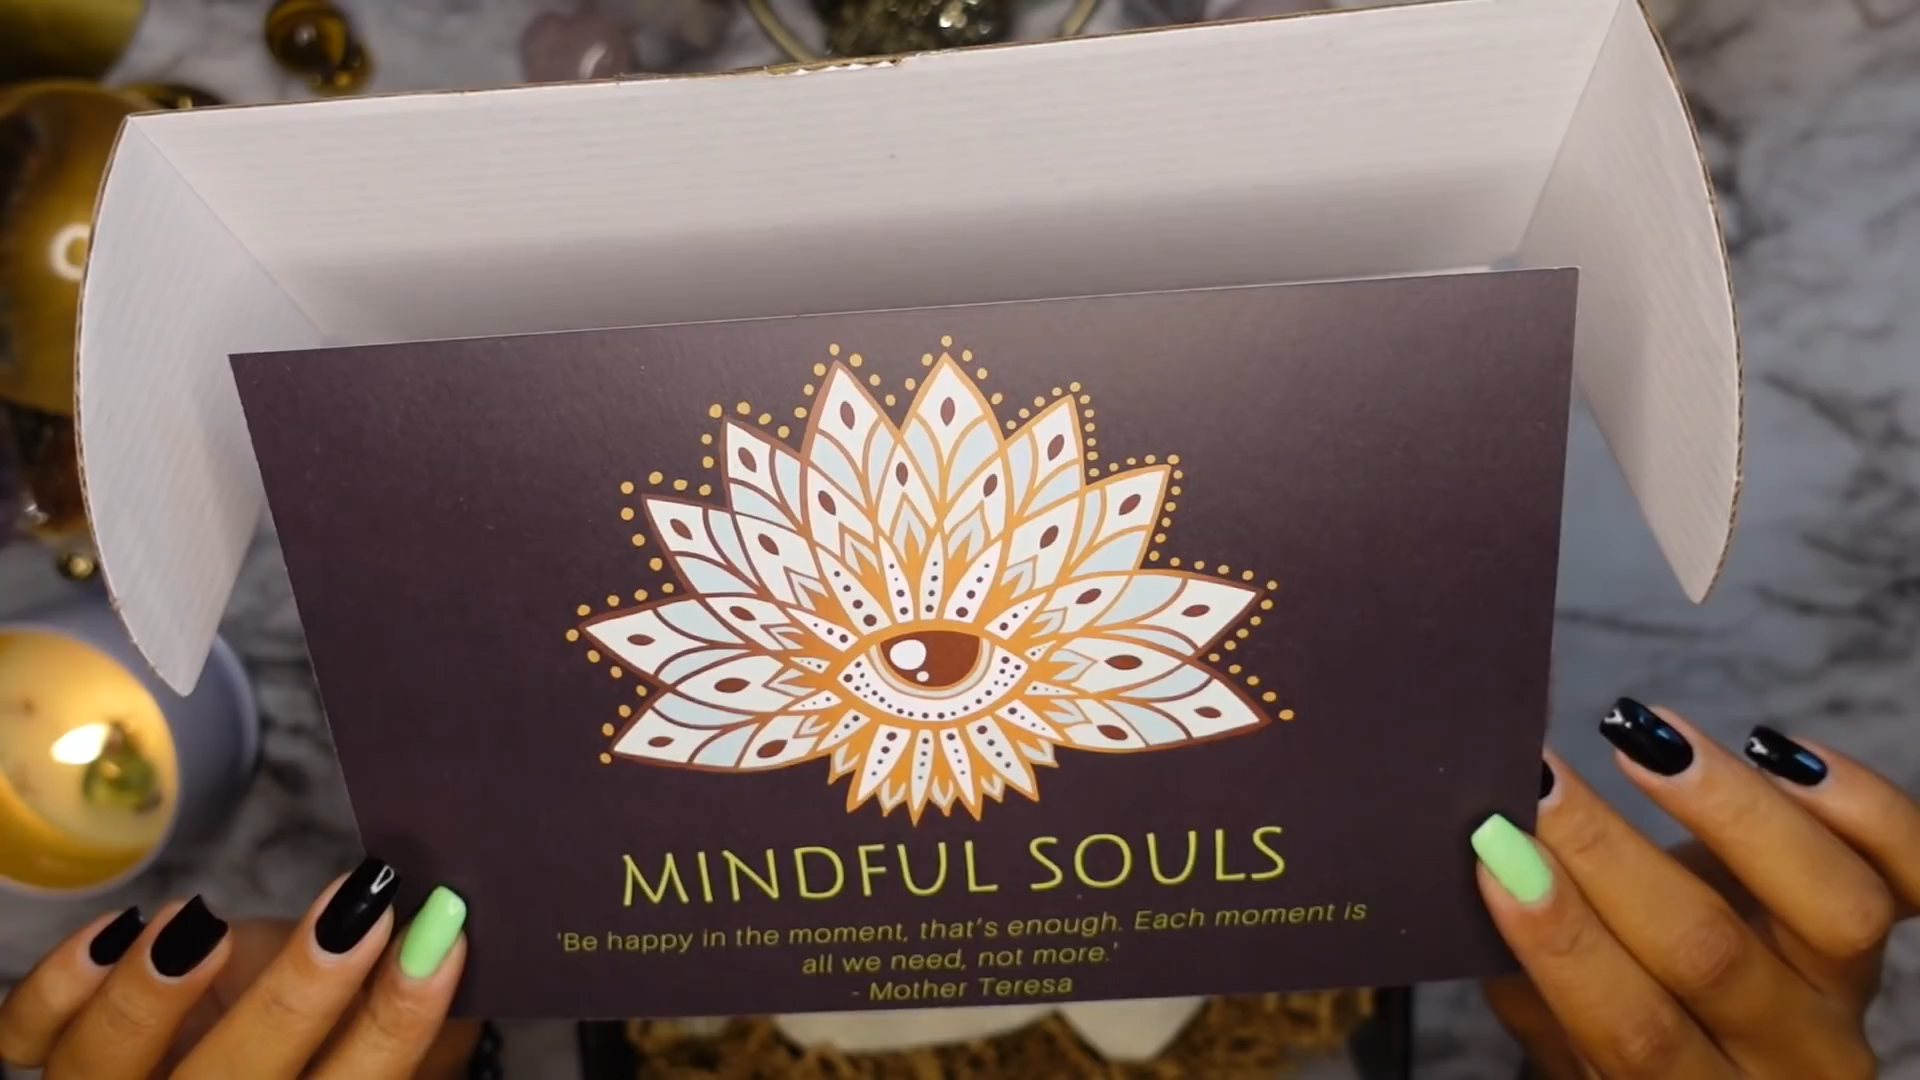 MINDFUL SOULS
'Be happy in the moment, that's enough. Each moment is
all we need, not more.'
- Mother Teresa